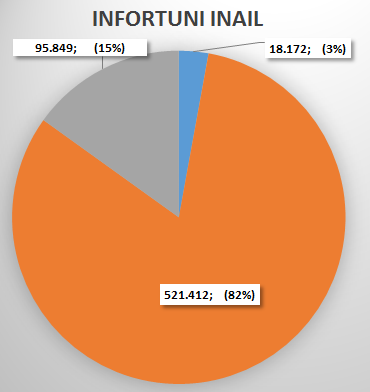 INFORTUNI INAIL
95.849; (15%)
18.172; (3%)
521.412; (82%)